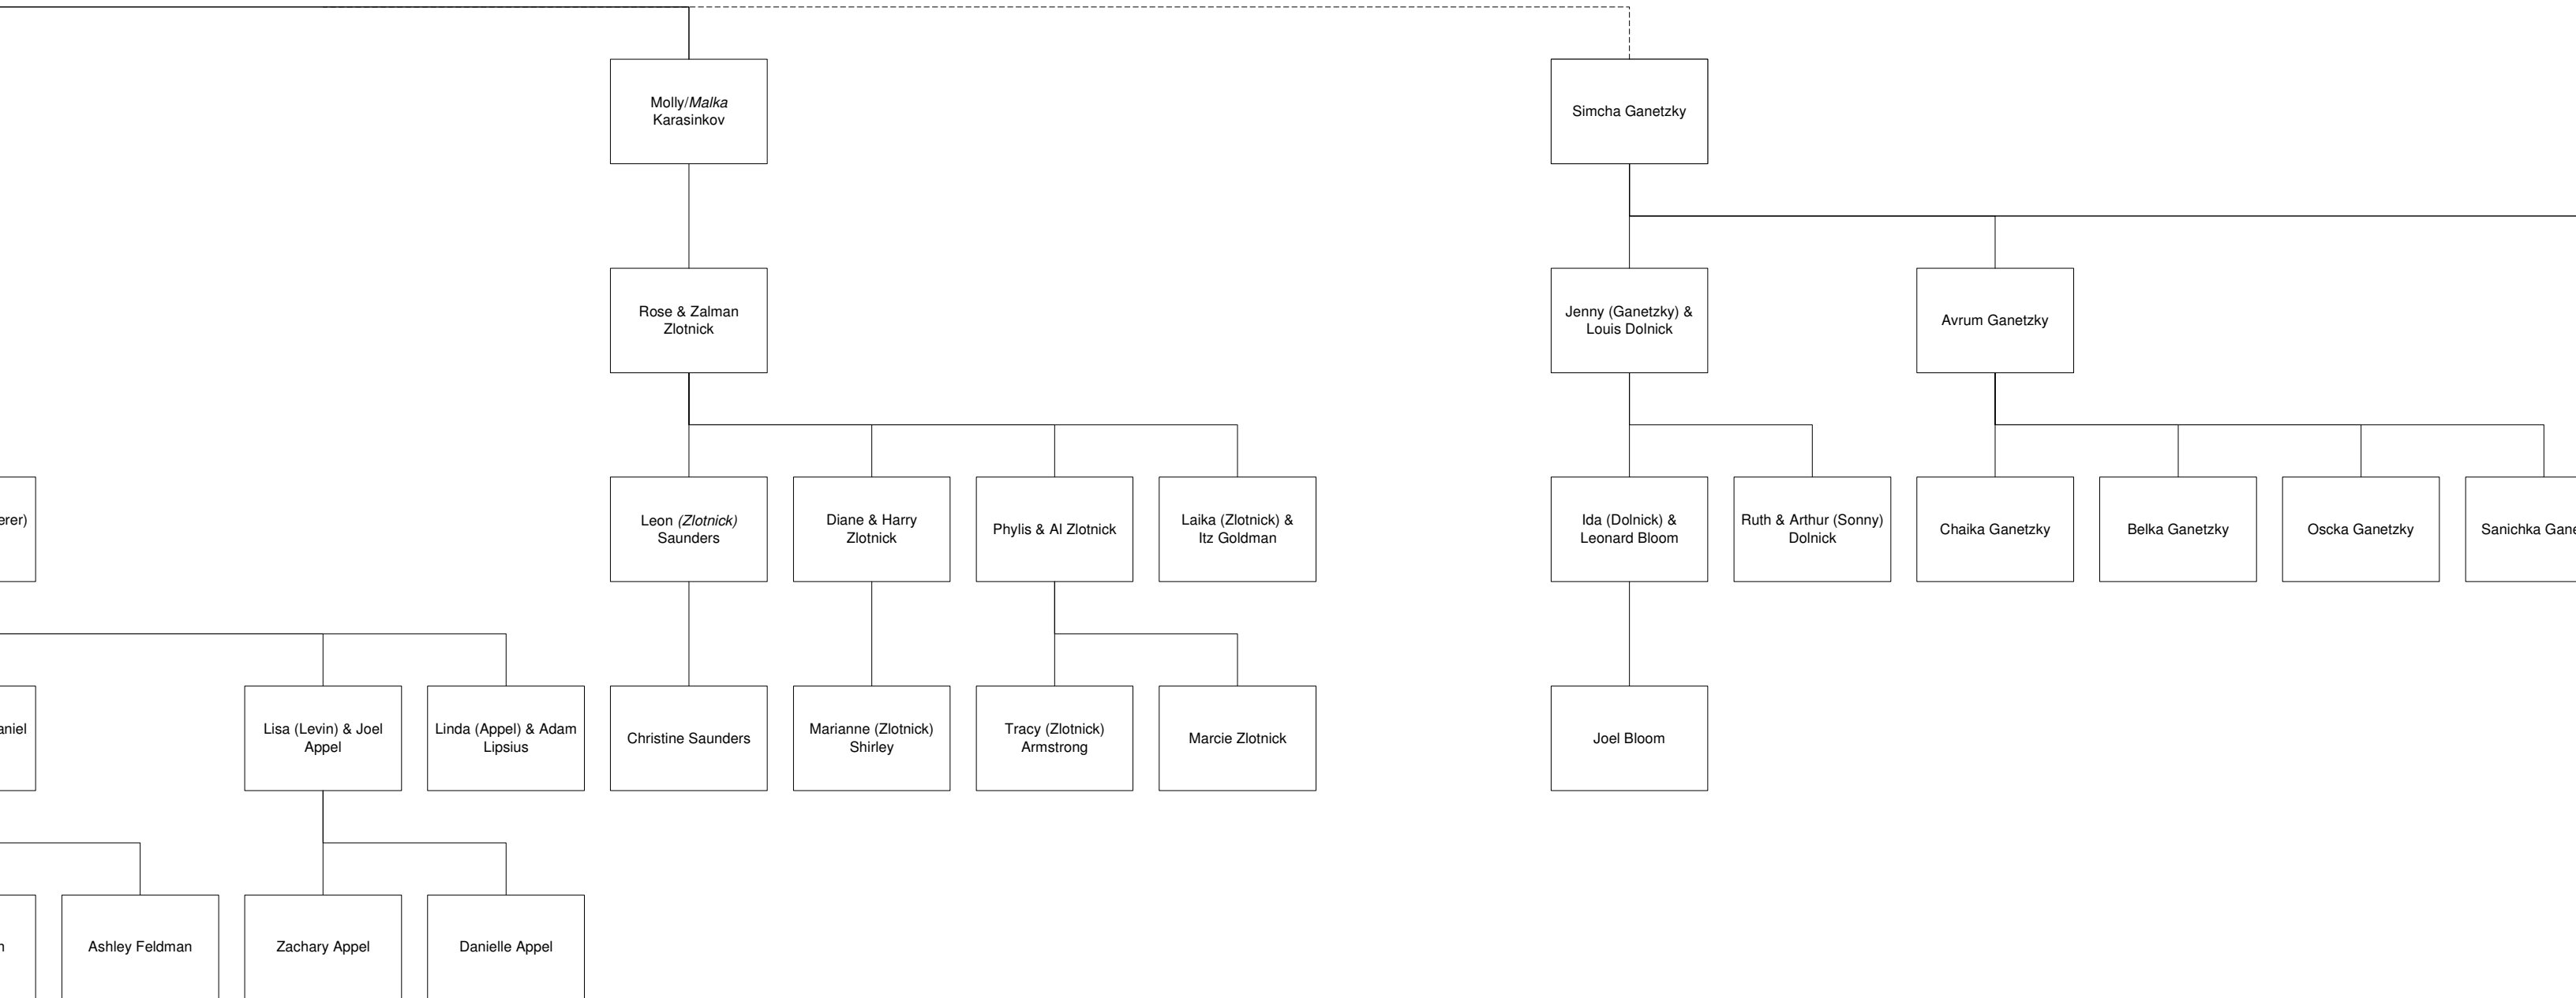 Molly/Malka
Karasinkov
Simcha Ganetzky
Rose & Zalman
Zlotnick
Jenny (Ganetzky) &
Louis Dolnick
Avrum Ganetzky
Leon (Zlotnick)
Saunders
Diane & Harry
Zlotnick
Phylis & Al Zlotnick
Laika (Zlotnick) &
Itz Goldman
Ida (Dolnick) &
Leonard Bloom
Ruth & Arthur (Sonny)
Dolnick
Chaika Ganetzky
Belka Ganetzky
Oscka Ganetzky
Sanichka
Lisa (Levin) & Joel
Appel
Linda (Appel) & Adam
Lipsius
Christine Saunders
Marianne (Zlotnick)
Shirley
Tracy (Zlotnick)
Armstrong
Marcie Zlotnick
Joel Bloom
Ashley Feldman
Zachary Appel
Danielle Appel